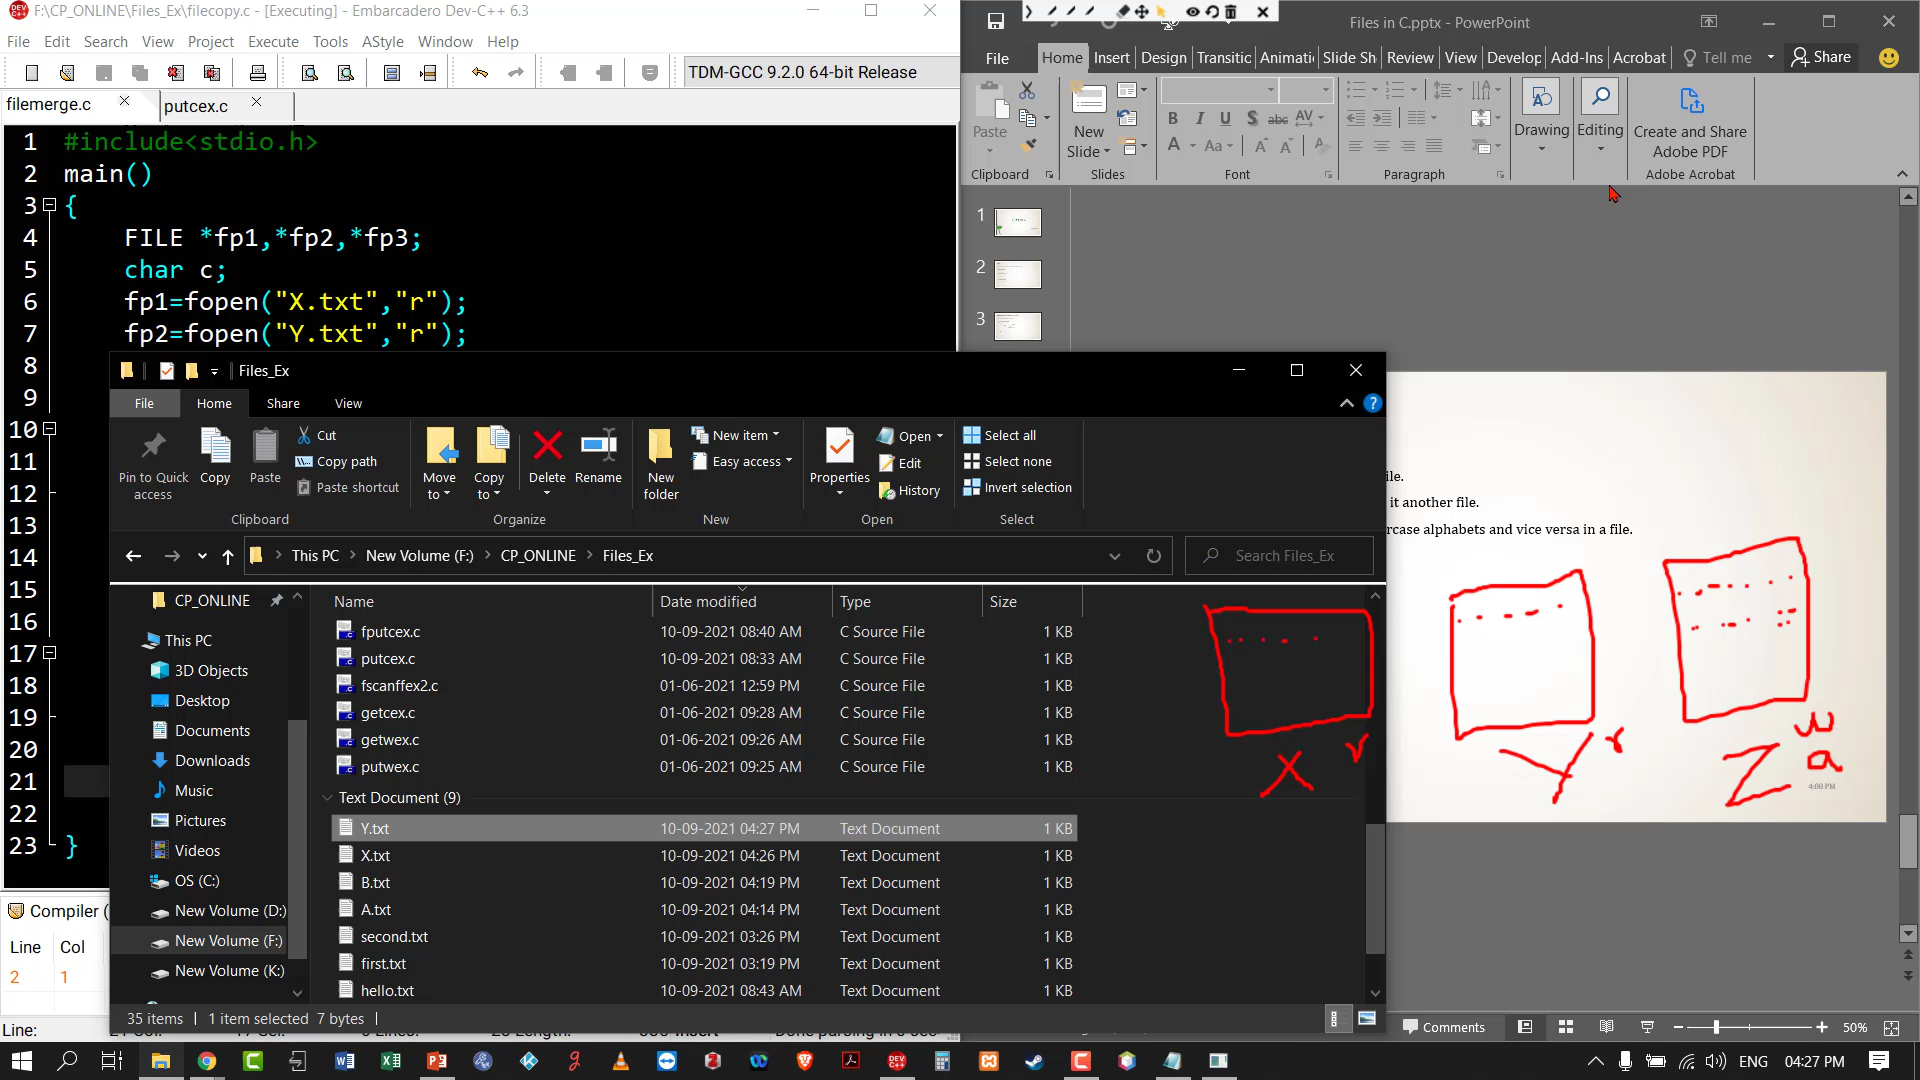 F:\CP_ONLINE\Files_Ex\filecopy.c - [Executing] - Embarcadero Dev-C++ 6.3
File Edit Search View Project Execute Tools AStyle Window Help
TDM-GCC 9.2.0 64-bit Release
filemerge.c putcex.c
1 #include<stdio.h>
2 main()
3 {
4 FILE *fp1,*fp2,*fp3;
5 char c;
6 fp1=fopen("X.txt","r");
7 fp2=fopen("Y.txt","r");
8
9
10
11
12
13
14
15
16
17
18
19
20
21
22
23 }
Compiler (
Line Col
2 1
Line:
Files in C.pptx - PowerPoint
File Home Insert Design Transitic Animati Slide Sh Review View Develop Add-Ins Acrobat Tell me Share
Paste New Slide Drawing Editing Create and Share Adobe PDF
Clipboard Slides Font Paragraph Adobe Acrobat
1
2
3
ile.
it another file.
rcase alphabets and vice versa in a file.
X r
Y r
Z w
a
4:08 PM
Comments 50%
Files_Ex
File Home Share View
Pin to Quick access Copy Paste Cut Copy path Paste shortcut Move to Copy to Delete Rename New folder New item Easy access Properties Open Edit History Select all Select none Invert selection
Clipboard Organize New Open Select
This PC New Volume (F:) CP_ONLINE Files_Ex Search Files_Ex
CP_ONLINE
This PC
3D Objects
Desktop
Documents
Downloads
Music
Pictures
Videos
OS (C:)
New Volume (D:)
New Volume (F:)
New Volume (K:)
Name Date modified Type Size
fputcex.c 10-09-2021 08:40 AM C Source File 1 KB
putcex.c 10-09-2021 08:33 AM C Source File 1 KB
fscanffex2.c 01-06-2021 12:59 PM C Source File 1 KB
getcex.c 01-06-2021 09:28 AM C Source File 1 KB
getwex.c 01-06-2021 09:26 AM C Source File 1 KB
putwex.c 01-06-2021 09:25 AM C Source File 1 KB
Text Document (9)
Y.txt 10-09-2021 04:27 PM Text Document 1 KB
X.txt 10-09-2021 04:26 PM Text Document 1 KB
B.txt 10-09-2021 04:19 PM Text Document 1 KB
A.txt 10-09-2021 04:14 PM Text Document 1 KB
second.txt 10-09-2021 03:26 PM Text Document 1 KB
first.txt 10-09-2021 03:19 PM Text Document 1 KB
hello.txt 10-09-2021 08:43 AM Text Document 1 KB
35 items 1 item selected 7 bytes
ENG 04:27 PM